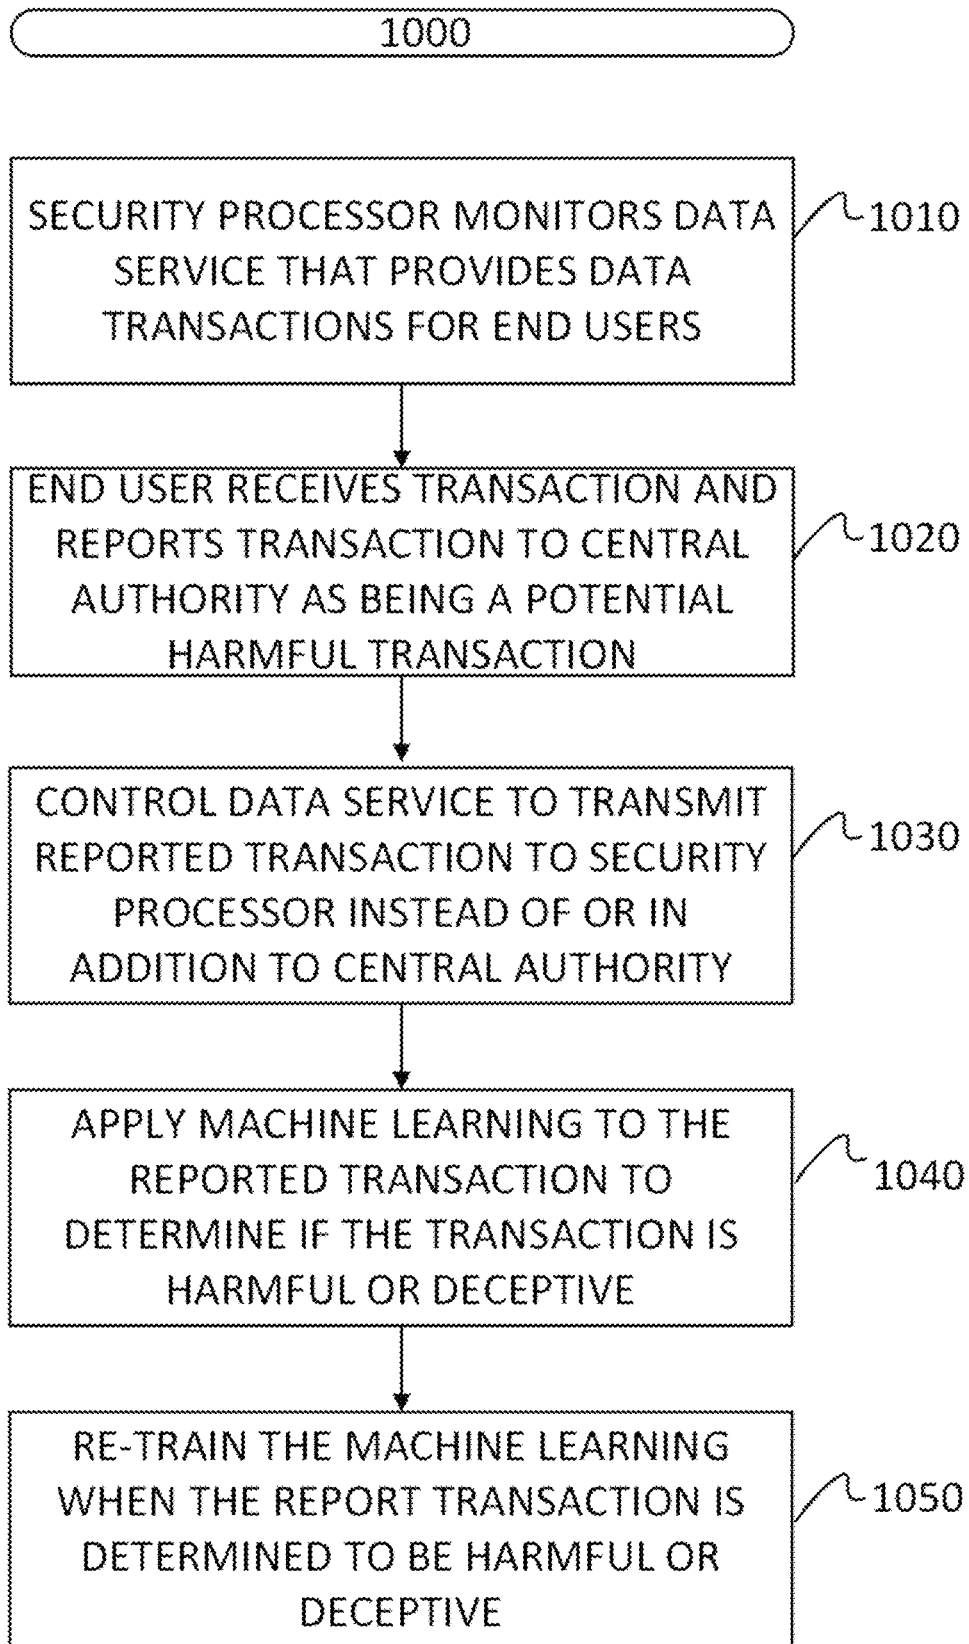 1000
SECURITY PROCESSOR MONITORS DATA
SERVICE THAT PROVIDES DATA
TRANSACTIONS FOR END USERS
1010
END USER RECEIVES TRANSACTION AND
REPORTS TRANSACTION TO CENTRAL
AUTHORITY AS BEING A POTENTIAL
HARMFUL TRANSACTION
1020
CONTROL DATA SERVICE TO TRANSMIT
REPORTED TRANSACTION TO SECURITY
PROCESSOR INSTEAD OF OR IN
ADDITION TO CENTRAL AUTHORITY
1030
APPLY MACHINE LEARNING TO THE
REPORTED TRANSACTION TO
DETERMINE IF THE TRANSACTION IS
HARMFUL OR DECEPTIVE
1040
RE-TRAIN THE MACHINE LEARNING
WHEN THE REPORT TRANSACTION IS
DETERMINED TO BE HARMFUL OR
DECEPTIVE
1050